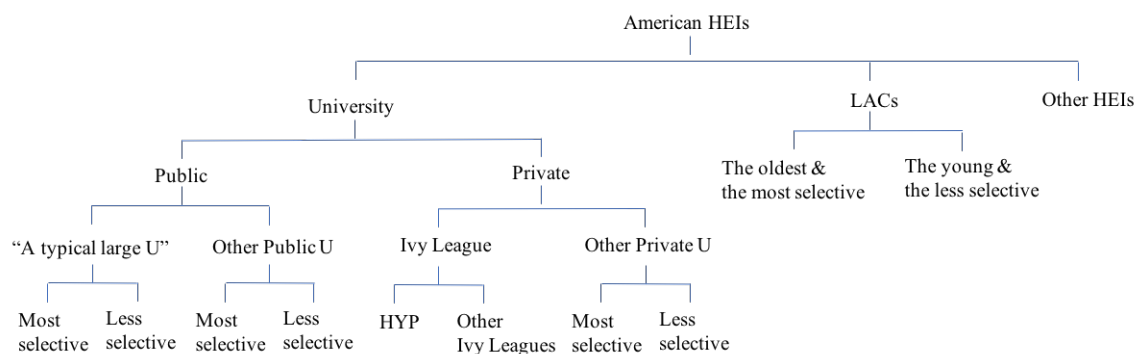 American HEIs
University
LACs
Other HEIs
Public
Private
The oldest &
the most selective
The young &
the less selective
“A typical large U”
Other Public U
Ivy League
Other Private U
Most
selective
Less
selective
Most
selective
Less
selective
HYP
Other
Ivy Leagues
Most
selective
Less
selective